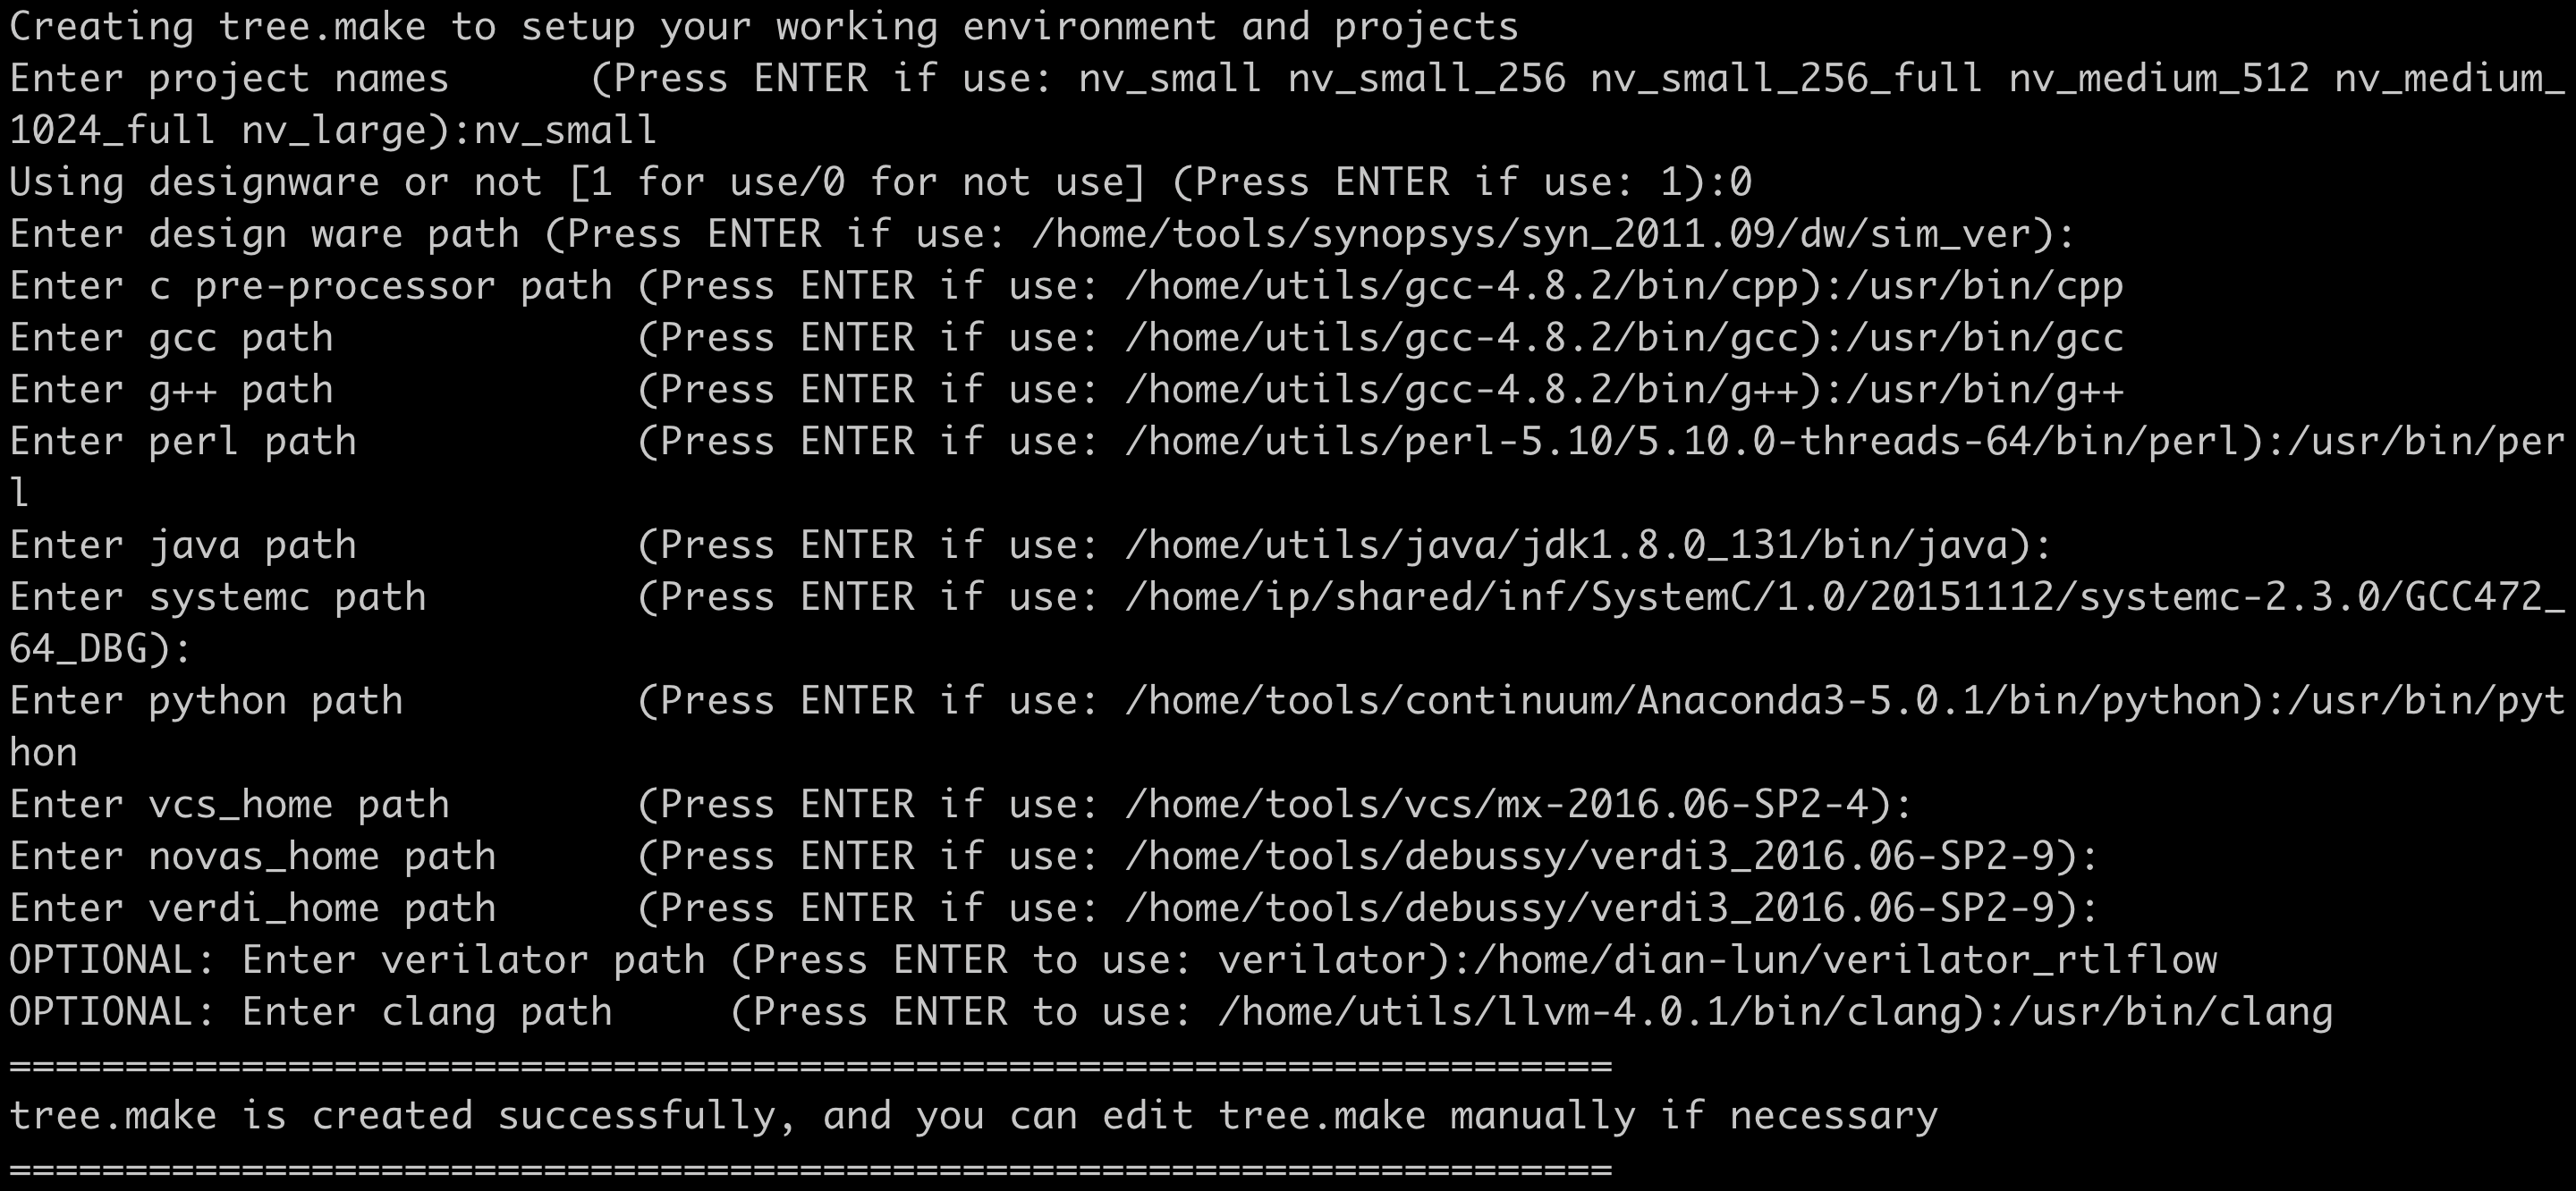 Creating tree.make to setup your working environment and projects
Enter project names      (Press ENTER if use: nv_small nv_small_256 nv_small_256_full nv_medium_512 nv_medium_
1024_full nv_large):nv_small
Using designware or not [1 for use/0 for not use] (Press ENTER if use: 1):0
Enter design ware path (Press ENTER if use: /home/tools/synopsys/syn_2011.09/dw/sim_ver):
Enter c pre-processor path (Press ENTER if use: /home/utils/gcc-4.8.2/bin/cpp):/usr/bin/cpp
Enter gcc path             (Press ENTER if use: /home/utils/gcc-4.8.2/bin/gcc):/usr/bin/gcc
Enter g++ path             (Press ENTER if use: /home/utils/gcc-4.8.2/bin/g++):/usr/bin/g++
Enter perl path            (Press ENTER if use: /home/utils/perl-5.10/5.10.0-threads-64/bin/perl):/usr/bin/per
l
Enter java path            (Press ENTER if use: /home/utils/java/jdk1.8.0_131/bin/java):
Enter systemc path         (Press ENTER if use: /home/ip/shared/inf/SystemC/1.0/20151112/systemc-2.3.0/GCC472_
64_DBG):
Enter python path          (Press ENTER if use: /home/tools/continuum/Anaconda3-5.0.1/bin/python):/usr/bin/pyt
hon
Enter vcs_home path        (Press ENTER if use: /home/tools/vcs/mx-2016.06-SP2-4):
Enter novas_home path      (Press ENTER if use: /home/tools/debussy/verdi3_2016.06-SP2-9):
Enter verdi_home path      (Press ENTER if use: /home/tools/debussy/verdi3_2016.06-SP2-9):
OPTIONAL: Enter verilator path (Press ENTER to use: verilator):/home/dian-lun/verilator_rtlflow
OPTIONAL: Enter clang path     (Press ENTER to use: /home/utils/llvm-4.0.1/bin/clang):/usr/bin/clang
=====================================================================
tree.make is created successfully, and you can edit tree.make manually if necessary
=====================================================================